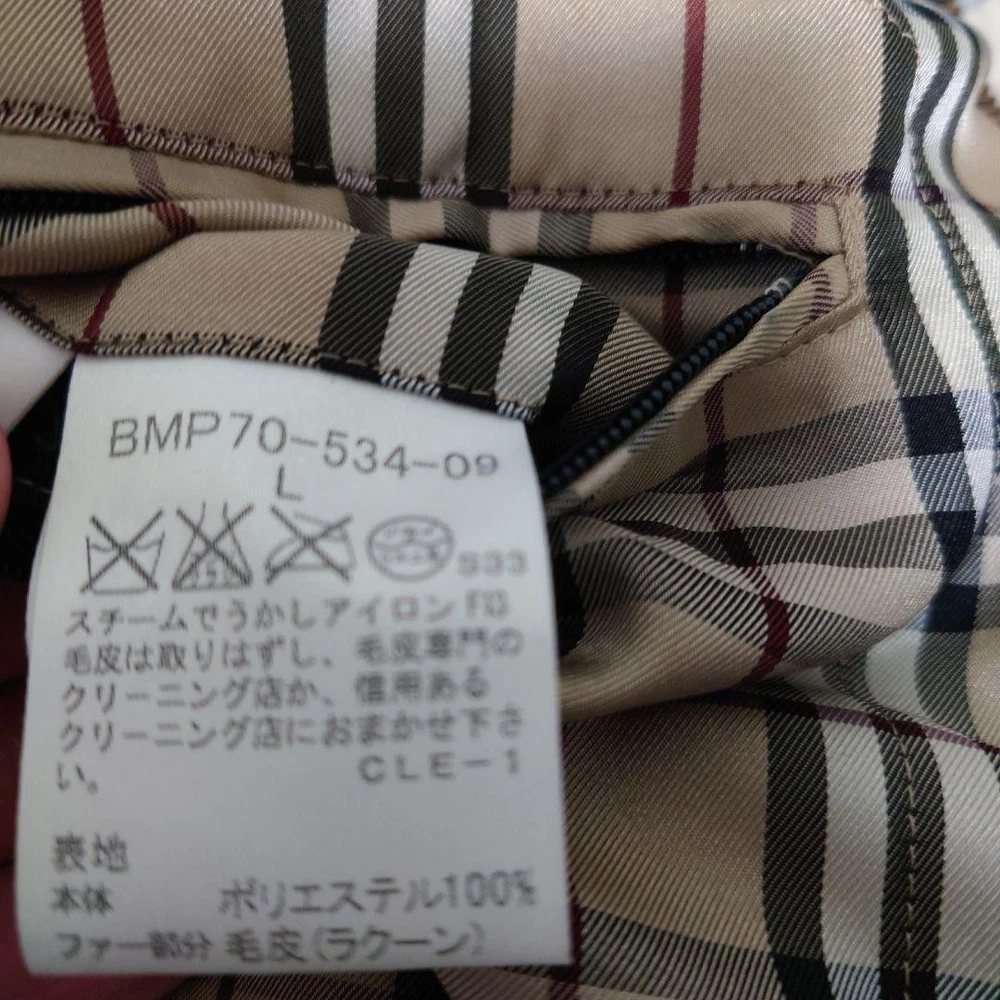 BMP70-534-09
L
S33
スチームでうかしアイロン F03
毛皮は取りはずし、毛皮専門の
クリーニング店か、信用ある
クリーニング店におまかせ下さ
い。 CLE-1
表地
本体 ポリエステル100%
ファー部分 毛皮(ラクーン)